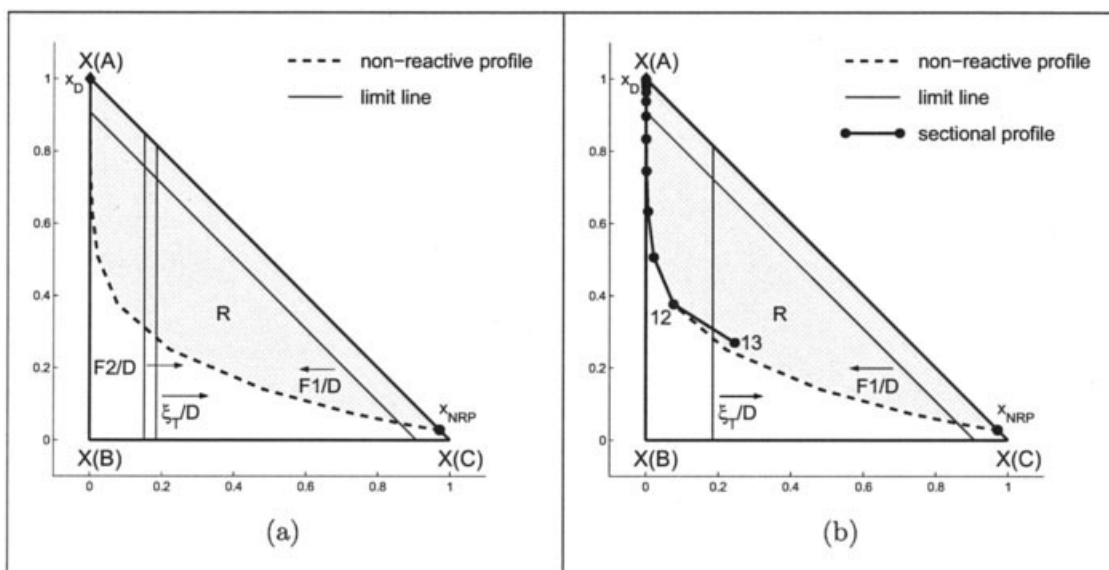 X(A)
x_D
1
0.8
0.6
0.4
0.2
0
non-reactive profile
limit line
R
F2/D
F1/D
ξ_T/D
x_NRP
X(B)
X(C)
0
0.2
0.4
0.6
0.8
1
(a)
X(A)
x_D
1
0.8
0.6
0.4
0.2
0
non-reactive profile
limit line
sectional profile
R
12
13
F1/D
ξ_T/D
x_NRP
X(B)
X(C)
0
0.2
0.4
0.6
0.8
1
(b)